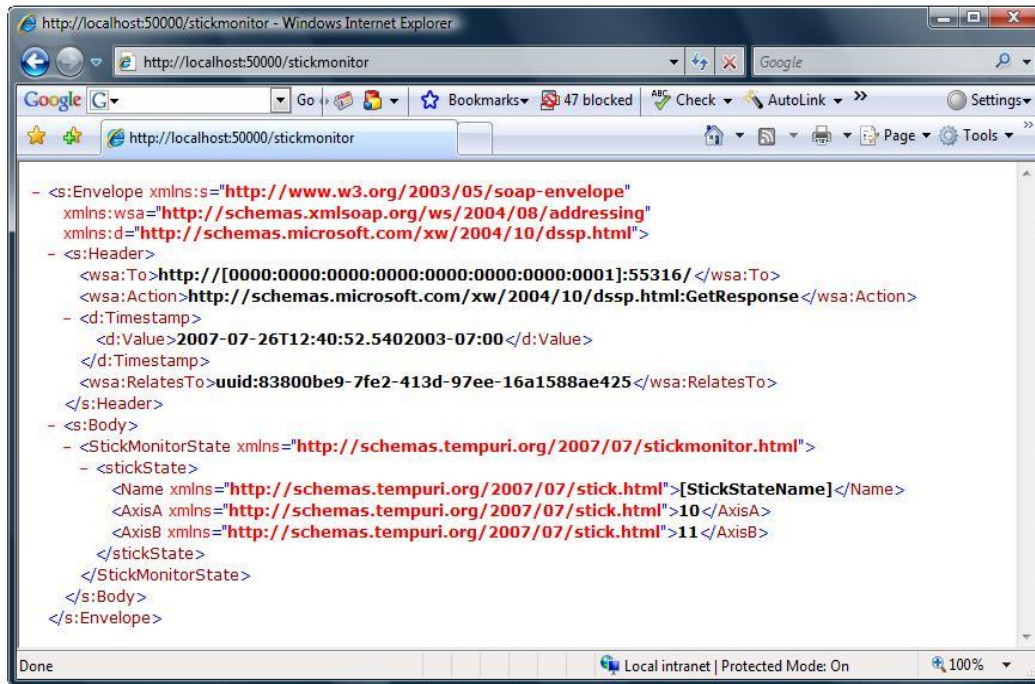 http://localhost:50000/stickmonitor - Windows Internet Explorer
http://localhost:50000/stickmonitor
Google
Google G
Go
Bookmarks
47 blocked
ABC Check
AutoLink
»
Settings
http://localhost:50000/stickmonitor
Page
Tools
»
- <s:Envelope xmlns:s="http://www.w3.org/2003/05/soap-envelope"
xmlns:wsa="http://schemas.xmlsoap.org/ws/2004/08/addressing"
xmlns:d="http://schemas.microsoft.com/xw/2004/10/dssp.html">
- <s:Header>
<wsa:To>http://[0000:0000:0000:0000:0000:0000:0000:0001]:55316/</wsa:To>
<wsa:Action>http://schemas.microsoft.com/xw/2004/10/dssp.html:GetResponse</wsa:Action>
- <d:Timestamp>
<d:Value>2007-07-26T12:40:52.5402003-07:00</d:Value>
</d:Timestamp>
<wsa:RelatesTo>uuid:83800be9-7fe2-413d-97ee-16a1588ae425</wsa:RelatesTo>
</s:Header>
- <s:Body>
- <StickMonitorState xmlns="http://schemas.tempuri.org/2007/07/stickmonitor.html">
- <stickState>
<Name xmlns="http://schemas.tempuri.org/2007/07/stick.html">[StickStateName]</Name>
<AxisA xmlns="http://schemas.tempuri.org/2007/07/stick.html">10</AxisA>
<AxisB xmlns="http://schemas.tempuri.org/2007/07/stick.html">11</AxisB>
</stickState>
</StickMonitorState>
</s:Body>
</s:Envelope>
Done
Local intranet | Protected Mode: On
100%